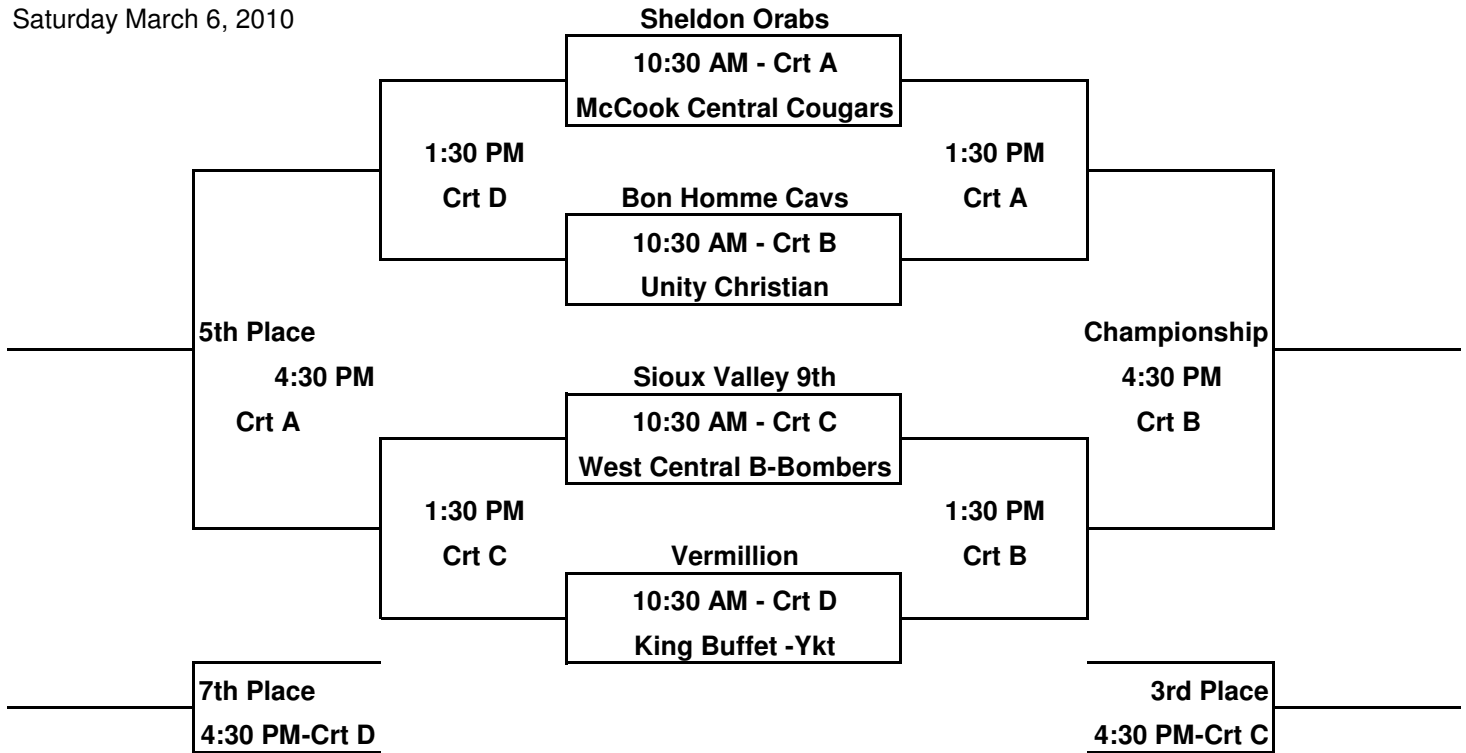 Saturday March 6, 2010
Sheldon Orabs
10:30 AM - Crt A
McCook Central Cougars
1:30 PM
1:30 PM
Crt D
Bon Homme Cavs
Crt A
10:30 AM - Crt B
Unity Christian
5th Place
Championship
4:30 PM
Sioux Valley 9th
4:30 PM
Crt A
10:30 AM - Crt C
Crt B
West Central B-Bombers
1:30 PM
1:30 PM
Crt C
Vermillion
Crt B
10:30 AM - Crt D
King Buffet -Ykt
7th Place
3rd Place
4:30 PM-Crt D
4:30 PM-Crt C